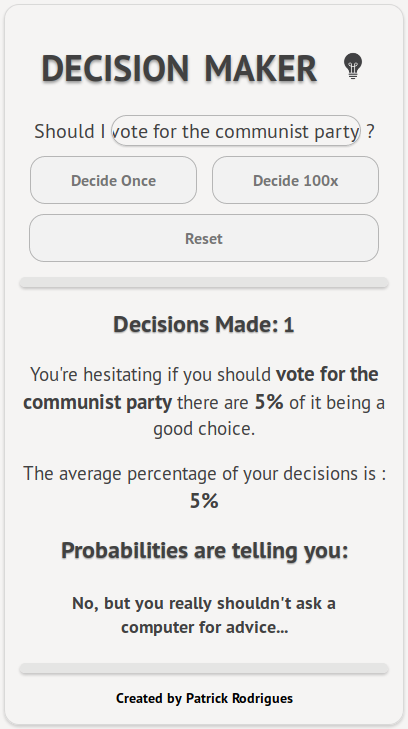 DECISION MAKER
Should I vote for the communist party ?
Decide Once Decide 100x
Reset
Decisions Made: 1
You're hesitating if you should vote for the
communist party there are 5% of it being a
good choice.
The average percentage of your decisions is :
5%
Probabilities are telling you:
No, but you really shouldn't ask a
computer for advice...
Created by Patrick Rodrigues